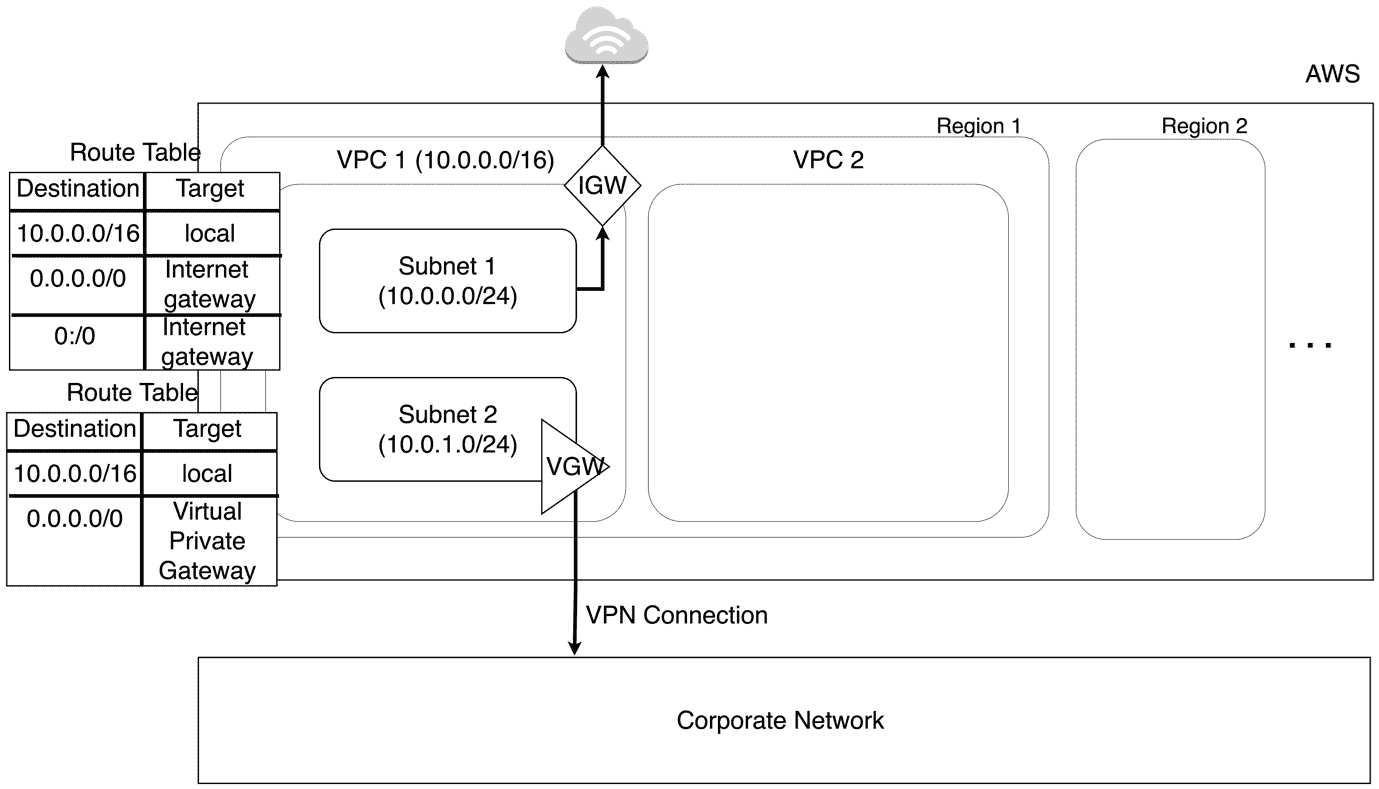 AWS
Region 1
Region 2
Route Table
VPC 1 (10.0.0.0/16)
VPC 2
IGW
Destination
Target
10.0.0.0/16
local
0.0.0.0/0
Internet
gateway
0:/0
Internet
gateway
Subnet 1
(10.0.0.0/24)
. . .
Route Table
Destination
Target
10.0.0.0/16
local
0.0.0.0/0
Virtual
Private
Gateway
Subnet 2
(10.0.1.0/24)
VGW
VPN Connection
Corporate Network